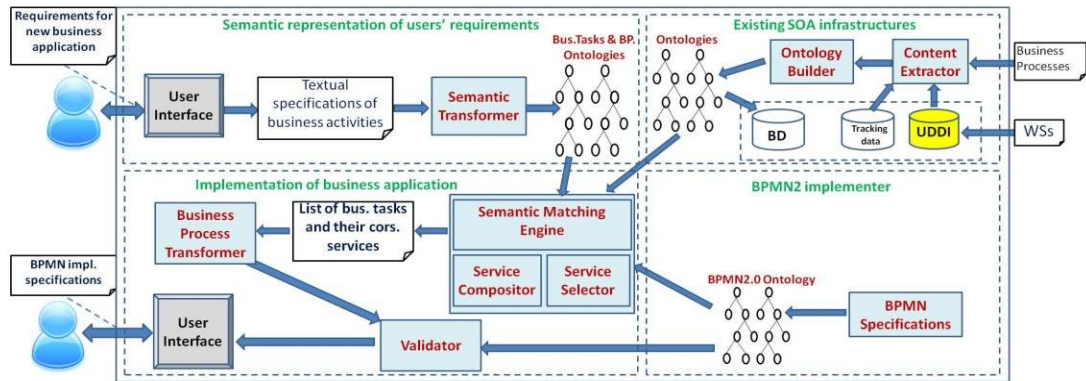 Requirements for
new business
application
Semantic representation of users' requirements
User
Interface
Textual
specifications of
business activities
Semantic
Transformer
Bus.Tasks & BP.
Ontologies
Existing SOA infrastructures
Ontologies
Ontology
Builder
Content
Extractor
Business
Processes
BD
Tracking
data
UDDI
WSs
Implementation of business application
Business
Process
Transformer
List of bus. tasks
and their cors.
services
Semantic Matching
Engine
Service
Compositor
Service
Selector
BPMN2 implementer
BPMN2.0 Ontology
BPMN
Specifications
BPMN impl.
specifications
User
Interface
Validator